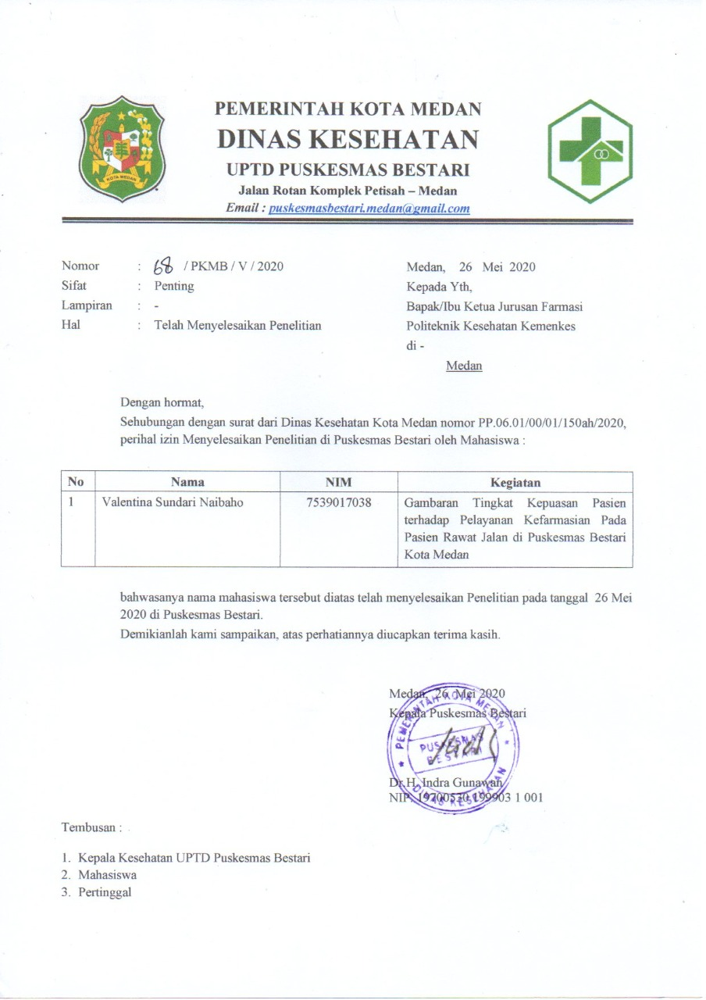 PEMERINTAH KOTA MEDAN
DINAS KESEHATAN
UPTD PUSKESMAS BESTARI
Jalan Rotan Komplek Petisah – Medan
Email : puskesmasbestari.medan@gmail.com
KOTA MEDAN
Nomor : 68 / PKMB / V / 2020
Sifat : Penting
Lampiran : -
Hal : Telah Menyelesaikan Penelitian
Medan, 26 Mei 2020
Kepada Yth,
Bapak/Ibu Ketua Jurusan Farmasi
Politeknik Kesehatan Kemenkes
di -
Medan
Dengan hormat,
Sehubungan dengan surat dari Dinas Kesehatan Kota Medan nomor PP.06.01/00/01/150ah/2020,
perihal izin Menyelesaikan Penelitian di Puskesmas Bestari oleh Mahasiswa :
No Nama NIM Kegiatan
1 Valentina Sundari Naibaho 7539017038 Gambaran Tingkat Kepuasan Pasien
terhadap Pelayanan Kefarmasian Pada
Pasien Rawat Jalan di Puskesmas Bestari
Kota Medan
bahwasanya nama mahasiswa tersebut diatas telah menyelesaikan Penelitian pada tanggal 26 Mei
2020 di Puskesmas Bestari.
Demikianlah kami sampaikan, atas perhatiannya diucapkan terima kasih.
Medan, 26 Mei 2020
Kepala Puskesmas Bestari
PEMERINTAH KOTA MEDAN
PUSKESMAS
BESTARI
DINAS KESEHATAN
Dr.H. Indra Gunawan
NIP. 19700530 199903 1 001
Tembusan :
1. Kepala Kesehatan UPTD Puskesmas Bestari
2. Mahasiswa
3. Pertinggal